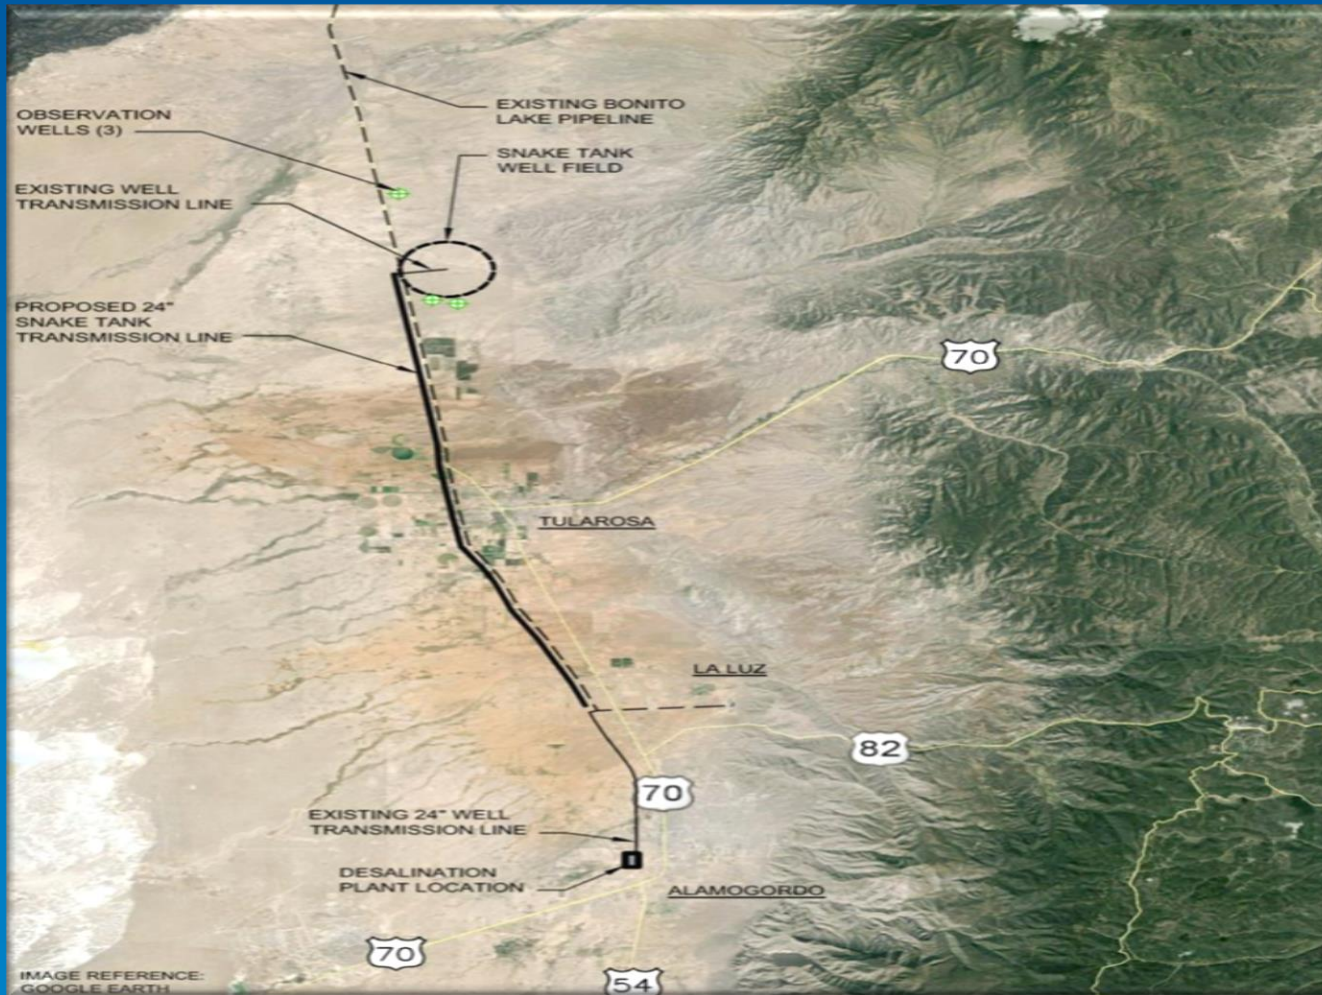 OBSERVATION
WELLS (3)
EXISTING BONITO
LAKE PIPELINE
SNAKE TANK
WELL FIELD
EXISTING WELL
TRANSMISSION LINE
PROPOSED 24"
SNAKE TANK
TRANSMISSION LINE
70
TULAROSA
LA LUZ
82
70
EXISTING 24" WELL
TRANSMISSION LINE
DESALINATION
PLANT LOCATION
ALAMOGORDO
70
54
IMAGE REFERENCE:
GOOGLE EARTH